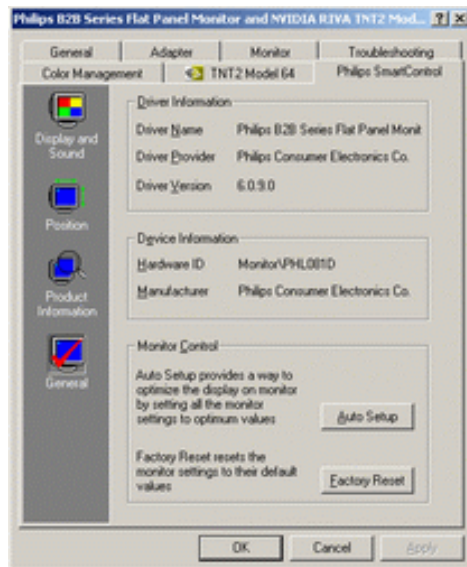 Philips B2B Series Flat Panel Monitor and NVIDIA RIVA TNT2 Mod...
General Adapter Monitor Troubleshooting
Color Management TNT2 Model 64 Philips SmartControl
Display and
Sound
Position
Product
Information
General
Driver Information
Driver Name Philips B2B Series Flat Panel Monit
Driver Provider Philips Consumer Electronics Co.
Driver Version 6.0.9.0
Device Information
Hardware ID Monitor\PHL081D
Manufacturer Philips Consumer Electronics Co.
Monitor Control
Auto Setup provides a way to
optimize the display on monitor
by setting all the monitor
settings to optimum values
Auto Setup
Factory Reset resets the
monitor settings to their default
values
Factory Reset
OK Cancel Apply